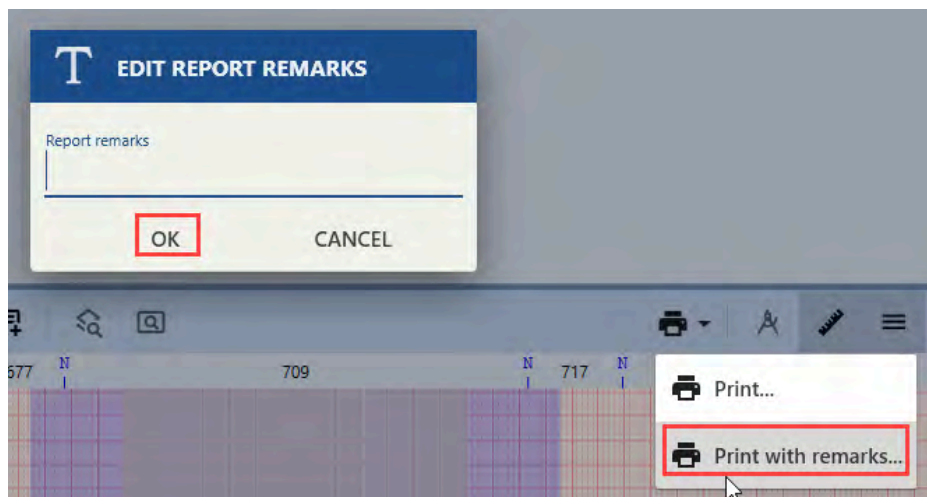 T EDIT REPORT REMARKS
Report remarks
OK CANCEL
677 N 709 N 717 N
Print...
Print with remarks...